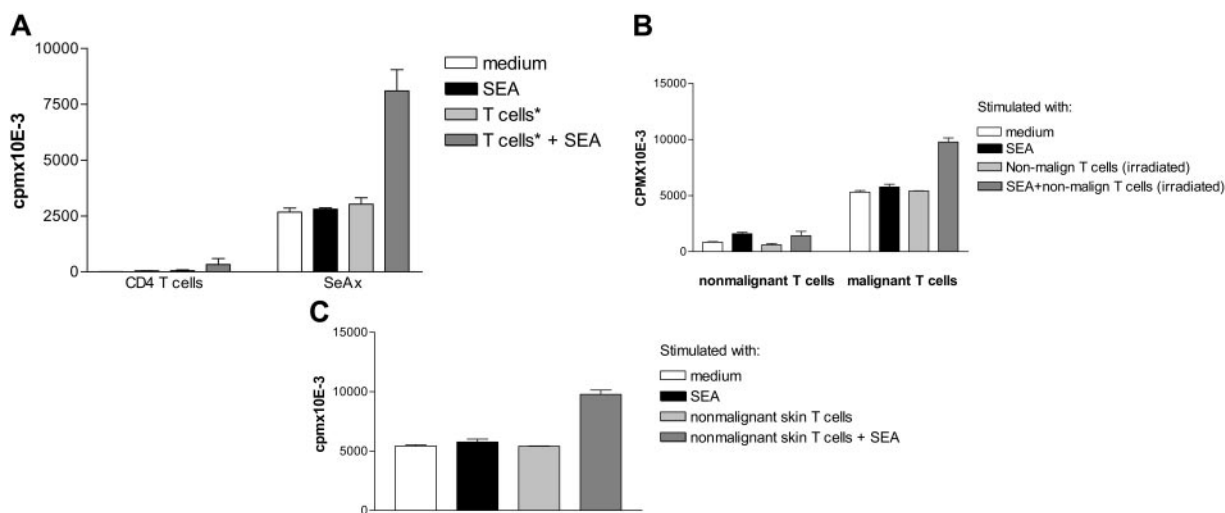 A
cpmx10E-3
10000
7500
5000
2500
0
CD4 T cells
SeAx
medium
SEA
T cells*
T cells* + SEA
B
CPMX10E-3
15000
10000
5000
0
nonmalignant T cells
malignant T cells
Stimulated with:
medium
SEA
Non-malign T cells (irradiated)
SEA+non-malign T cells (irradiated)
C
cpmx10E-3
15000
10000
5000
0
Stimulated with:
medium
SEA
nonmalignant skin T cells
nonmalignant skin T cells + SEA